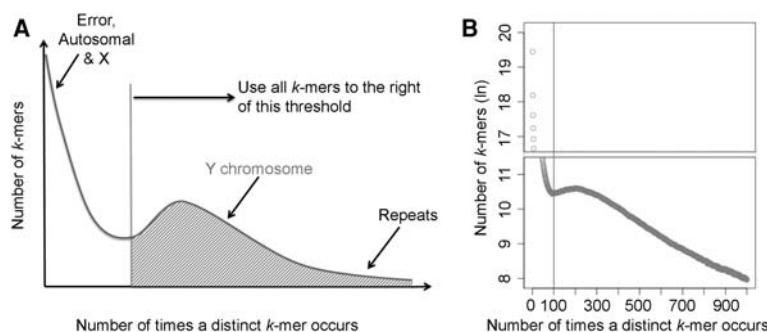 A
Error,
Autosomal
& X
Use all k-mers to the right
of this threshold
Y chromosome
Repeats
Number of k-mers
Number of times a distinct k-mer occurs
B
Number of k-mers (ln)
20
19
18
17
11
10
9
8
0 100 300 500 700 900
Number of times a distinct k-mer occurs